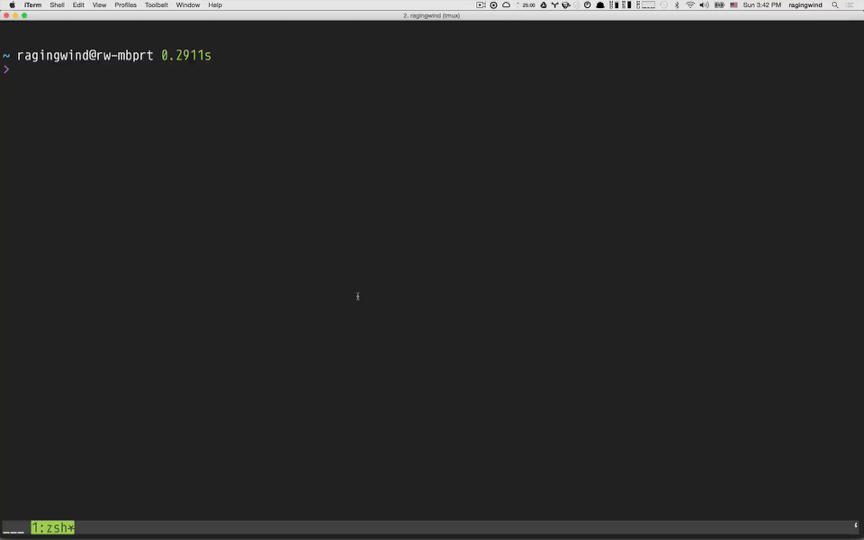 iTerm Shell Edit View Profiles Toolbelt Window Help 25:00 Sun 3:42 PM ragingwind
2. ragingwind (tmux)
~ ragingwind@rw-mbprt 0.2911s
❯
___ 1:zsh*